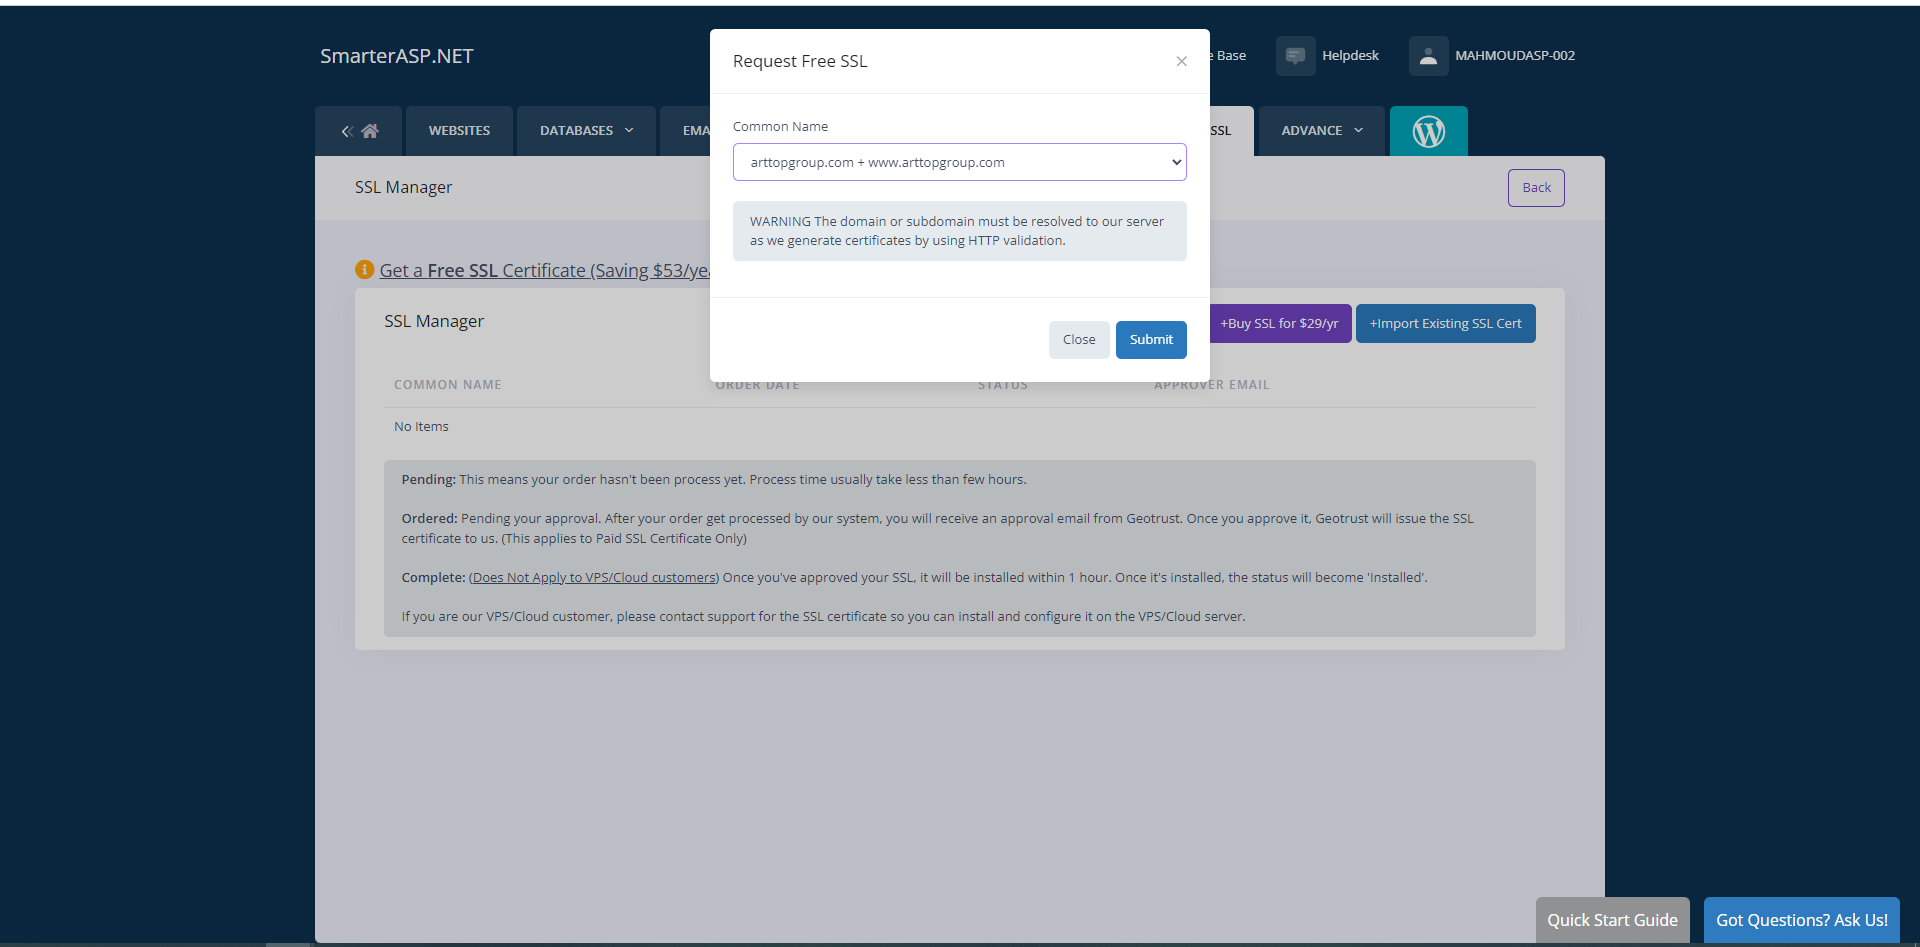 SmarterASP.NET
Request Free SSL
×
Base
Helpdesk
MAHMOUDASP-002
WEBSITES
DATABASES
EMA
SSL
ADVANCE
Common Name
arttopgroup.com + www.arttopgroup.com
SSL Manager
Back
WARNING The domain or subdomain must be resolved to our server
as we generate certificates by using HTTP validation.
Get a Free SSL Certificate (Saving $53/yea
SSL Manager
+Buy SSL for $29/yr
+Import Existing SSL Cert
Close
Submit
COMMON NAME
ORDER DATE
STATUS
APPROVER EMAIL
No Items
Pending: This means your order hasn't been process yet. Process time usually take less than few hours.
Ordered: Pending your approval. After your order get processed by our system, you will receive an approval email from Geotrust. Once you approve it, Geotrust will issue the SSL
certificate to us. (This applies to Paid SSL Certificate Only)
Complete: (Does Not Apply to VPS/Cloud customers) Once you've approved your SSL, it will be installed within 1 hour. Once it's installed, the status will become 'Installed'.
If you are our VPS/Cloud customer, please contact support for the SSL certificate so you can install and configure it on the VPS/Cloud server.
Quick Start Guide
Got Questions? Ask Us!